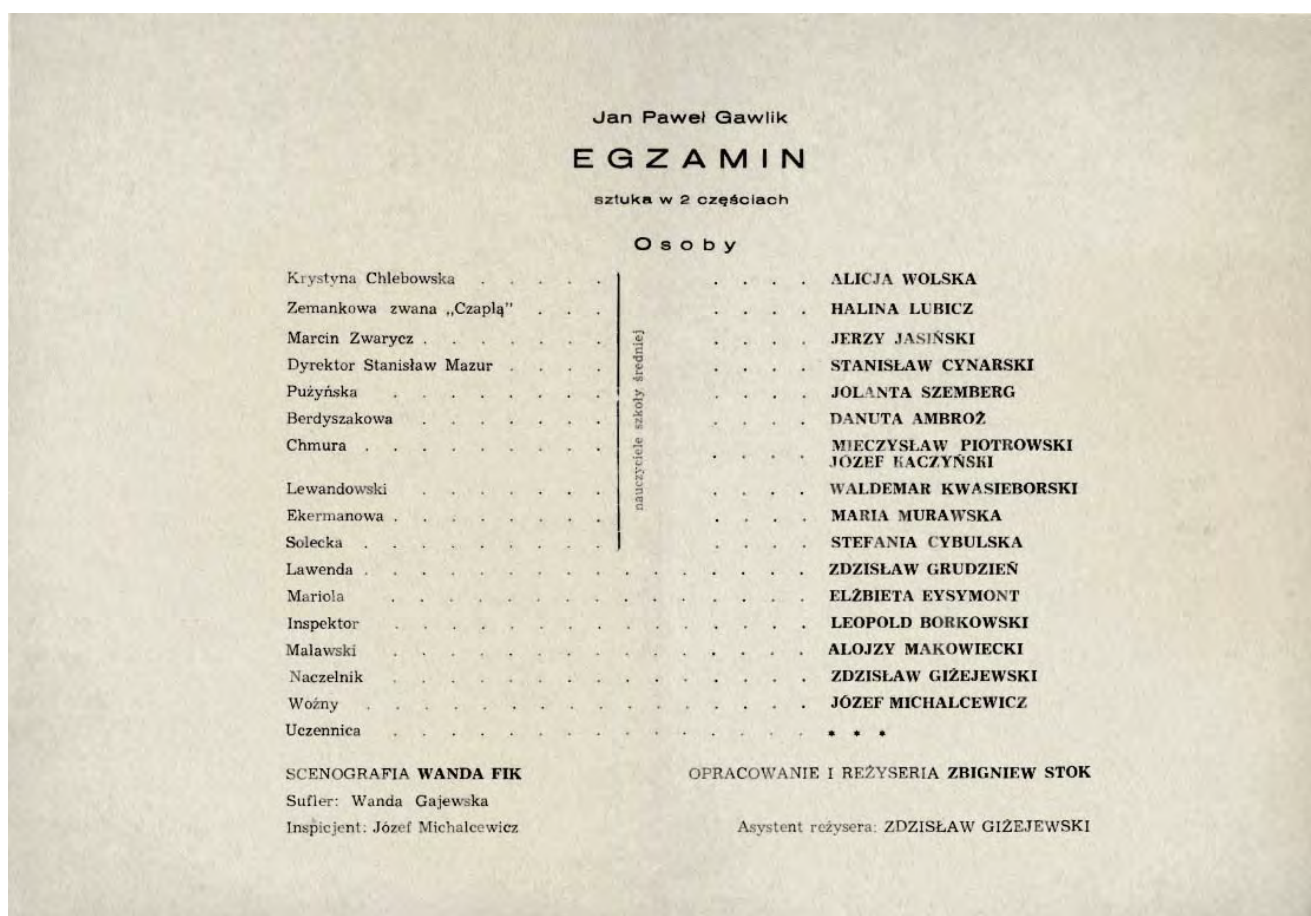 Jan Paweł Gawlik
EGZAMIN
sztuka w 2 częściach
Osoby
Krystyna Chlebowska . . . . . . . . . ALICJA WOLSKA
Zemankowa zwana „Czaplą” . . . . . . . HALINA LUBICZ
Marcin Zwarycz . . . . . . . . . . . JERZY JASIŃSKI
Dyrektor Stanisław Mazur . . . . . . . . STANISŁAW CYNARSKI
Pużyńska . . . . . . . . . . . . JOLANTA SZEMBERG
Berdyszakowa . . . . . . . . . . . DANUTA AMBROŻ
Chmura . . . . . . . . . . . . . MIECZYSŁAW PIOTROWSKI
JÓZEF KACZYŃSKI
Lewandowski . . . . . . . . . . . WALDEMAR KWASIEBORSKI
Ekermanowa . . . . . . . . . . . . MARIA MURAWSKA
Solecka . . . . . . . . . . . . . STEFANIA CYBULSKA
nauczyciele szkoły średniej
Lawenda . . . . . . . . . . . . . . . . ZDZISŁAW GRUDZIEŃ
Mariola . . . . . . . . . . . . . . . ELŻBIETA EYSYMONT
Inspektor . . . . . . . . . . . . . . LEOPOLD BORKOWSKI
Malawski . . . . . . . . . . . . . . . ALOJZY MAKOWIECKI
Naczelnik . . . . . . . . . . . . . . . ZDZISŁAW GIŻEJEWSKI
Woźny . . . . . . . . . . . . . . . . JÓZEF MICHALCEWICZ
Uczennica . . . . . . . . . . . . . . . * * *
SCENOGRAFIA WANDA FIK
OPRACOWANIE I REŻYSERIA ZBIGNIEW STOK
Sufler: Wanda Gajewska
Inspicjent: Józef Michalcewicz
Asystent reżysera: ZDZISŁAW GIŻEJEWSKI